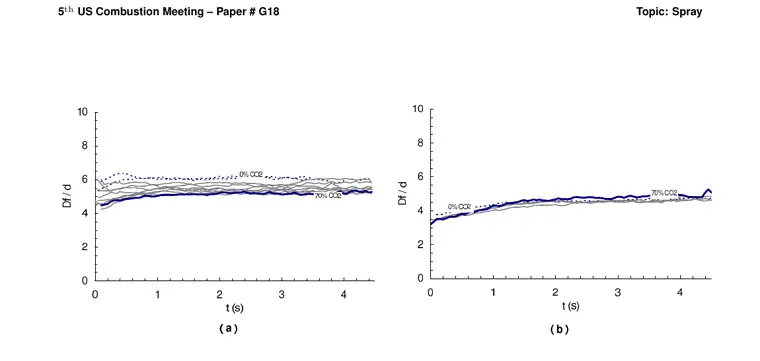 5th US Combustion Meeting – Paper # G18 Topic: Spray
10
8
6
4
2
0
Df / d
0% CO2
70% CO2
0 1 2 3 4
t (s)
( a )
10
8
6
4
2
0
Df / d
0% CO2
70% CO2
0 1 2 3 4
t (s)
( b )